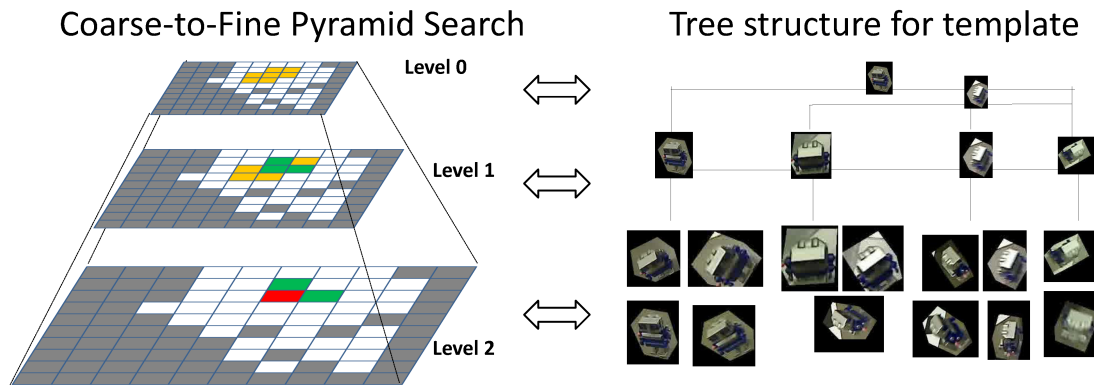 Coarse-to-Fine Pyramid Search
Tree structure for template
Level 0
Level 1
Level 2